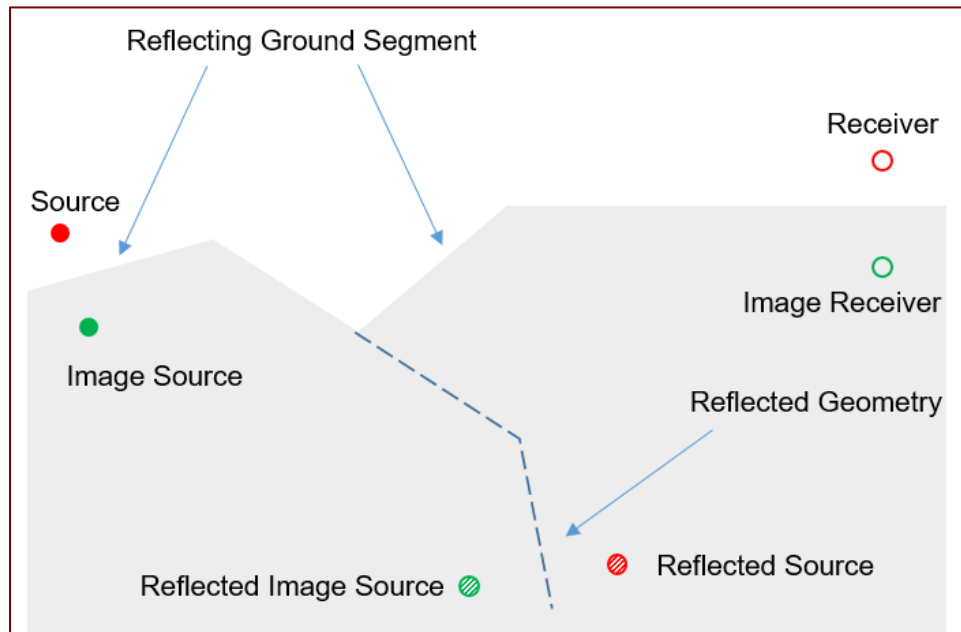 Reflecting Ground Segment
Receiver
Source
Image Receiver
Image Source
Reflected Geometry
Reflected Source
Reflected Image Source